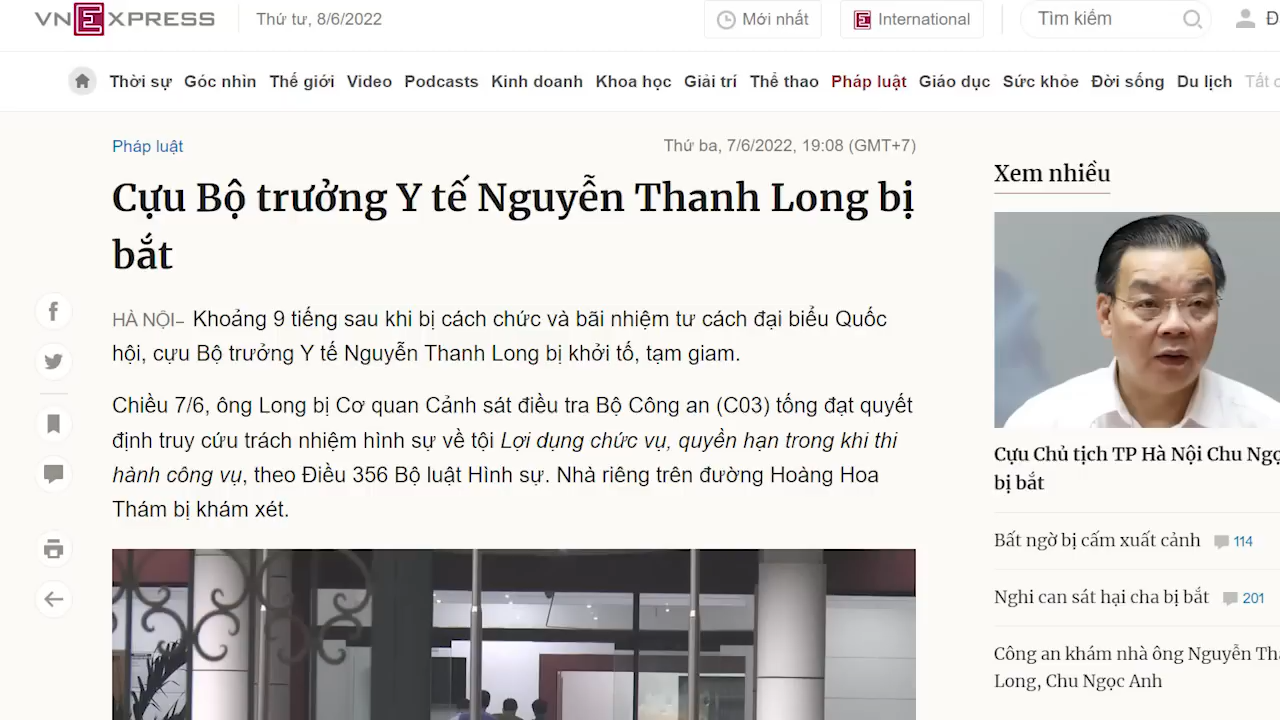 VNEXPRESS
Thứ tư, 8/6/2022
Mới nhất
International
Tìm kiếm
Thời sự Góc nhìn Thế giới Video Podcasts Kinh doanh Khoa học Giải trí Thể thao Pháp luật Giáo dục Sức khỏe Đời sống Du lịch Tất
Pháp luật
Thứ ba, 7/6/2022, 19:08 (GMT+7)
Cựu Bộ trưởng Y tế Nguyễn Thanh Long bị
bắt
HÀ NỘI– Khoảng 9 tiếng sau khi bị cách chức và bãi nhiệm tư cách đại biểu Quốc
hội, cựu Bộ trưởng Y tế Nguyễn Thanh Long bị khởi tố, tạm giam.
Chiều 7/6, ông Long bị Cơ quan Cảnh sát điều tra Bộ Công an (C03) tống đạt quyết
định truy cứu trách nhiệm hình sự về tội Lợi dụng chức vụ, quyền hạn trong khi thi
hành công vụ, theo Điều 356 Bộ luật Hình sự. Nhà riêng trên đường Hoàng Hoa
Thám bị khám xét.
Xem nhiều
Cựu Chủ tịch TP Hà Nội Chu
bị bắt
Bất ngờ bị cấm xuất cảnh 114
Nghi can sát hại cha bị bắt 201
Công an khám nhà ông Nguyễn
Long, Chu Ngọc Anh